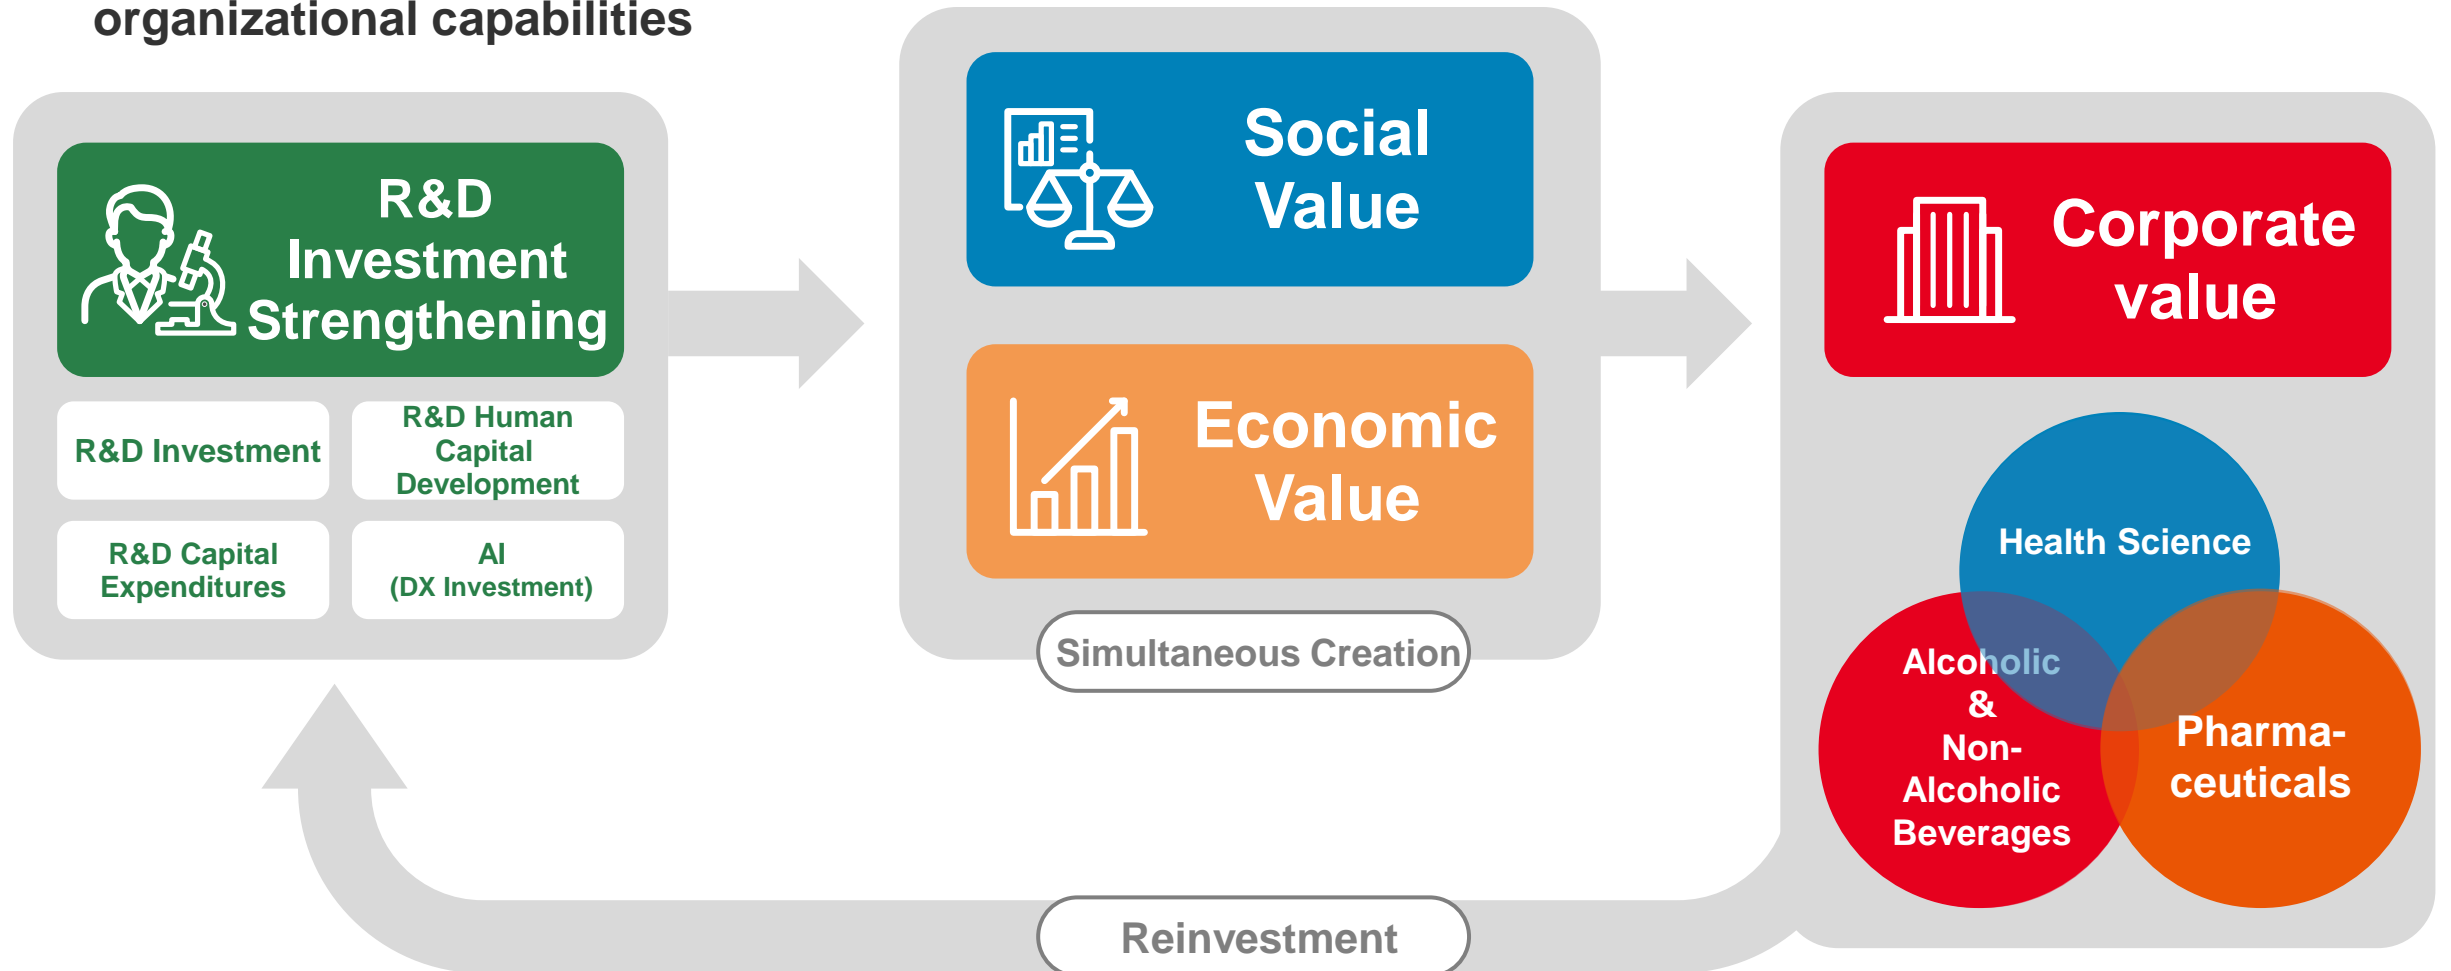 organizational capabilities
R&D
Investment
Strengthening
R&D Investment
R&D Human
Capital
Development
R&D Capital
Expenditures
AI
(DX Investment)
Social
Value
Economic
Value
Simultaneous Creation
Corporate
value
Health Science
Alcoholic
&
Non-
Alcoholic
Beverages
Pharma-
ceuticals
Reinvestment